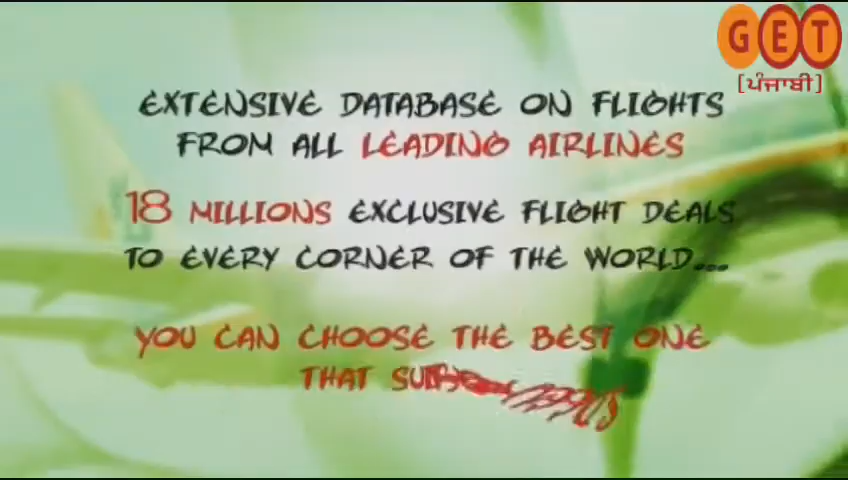 GET
[ਪੰਜਾਬੀ]
EXTENSIVE DATABASE ON FLIGHTS
FROM ALL LEADING AIRLINES
18 MILLIONS EXCLUSIVE FLIGHT DEALS
TO EVERY CORNER OF THE WORLD...
YOU CAN CHOOSE THE BEST ONE
THAT